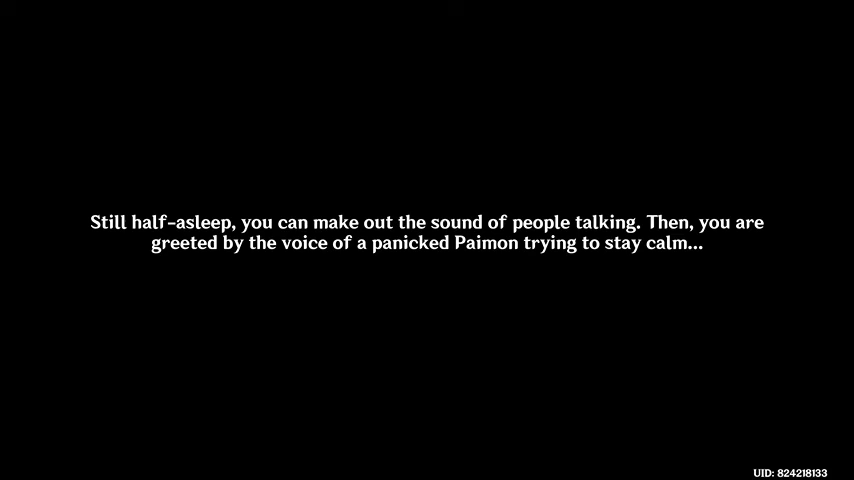 Still half-asleep, you can make out the sound of people talking. Then, you are
greeted by the voice of a panicked Paimon trying to stay calm...
UID: 824218133